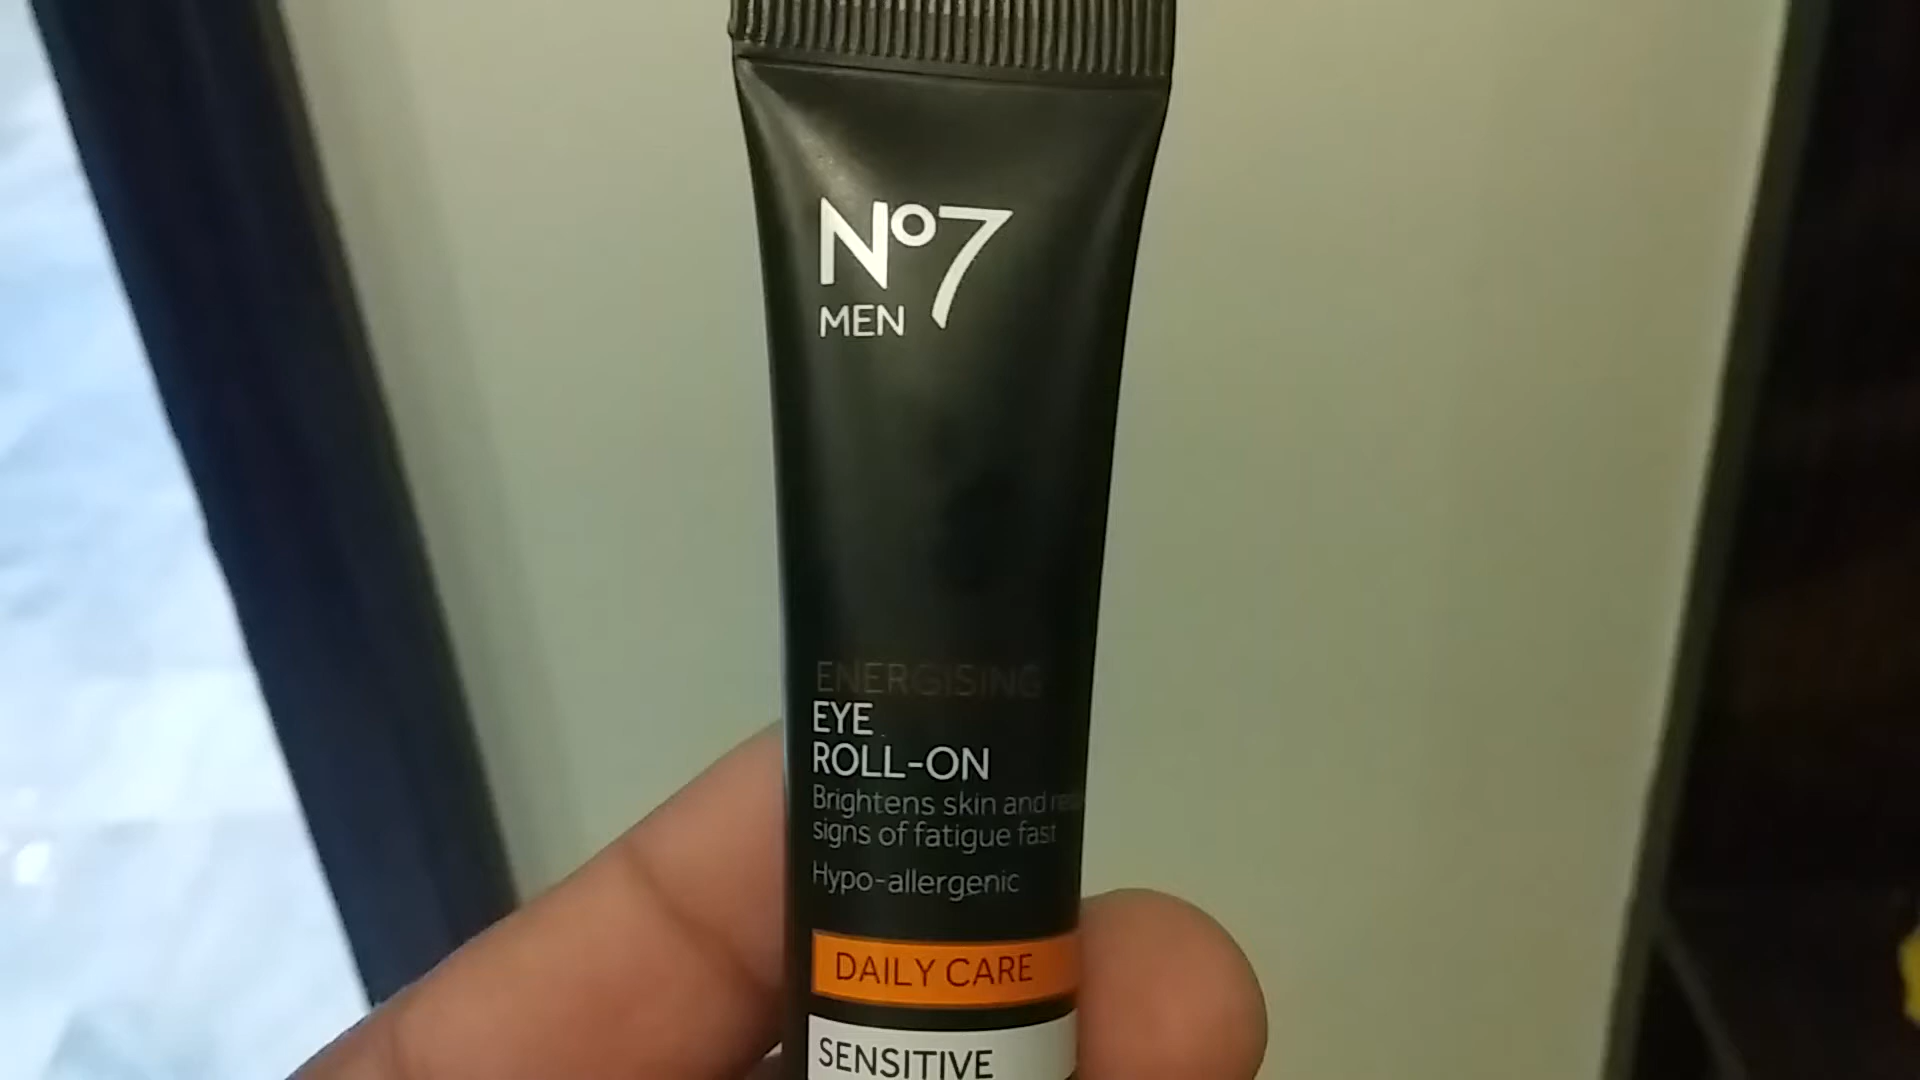 No7
MEN
ENERGISING
EYE
ROLL-ON
Brightens skin and
signs of fatigue fast
Hypo-allergenic
DAILY CARE
SENSITIVE